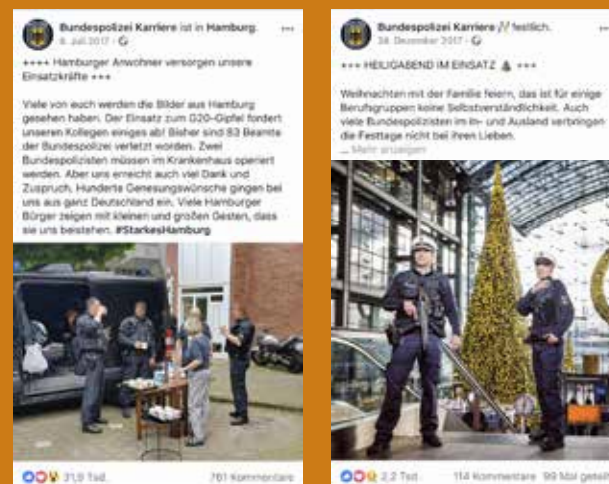 Bundespolizei Karriere ist in Hamburg.
8. Juli 2017 ·
++++ Hamburger Anwohner versorgen unsere
Einsatzkräfte +++
Viele von euch werden die Bilder aus Hamburg
gesehen haben. Der Einsatz zum G20-Gipfel fordert
unseren Kollegen einiges ab! Bisher sind 83 Beamte
der Bundespolizei verletzt worden. Zwei
Bundespolizisten müssen im Krankenhaus operiert
werden. Aber uns erreicht auch viel Dank und
Zuspruch. Hunderte Genesungswünsche gingen bei
uns aus ganz Deutschland ein. Viele Hamburger
Bürger zeigen mit kleinen und großen Gesten, dass
sie uns beistehen. #StarkesHamburg
31,9 Tsd.
761 Kommentare
Bundespolizei Karriere festlich.
24. Dezember 2017 ·
+++ HEILIGABEND IM EINSATZ +++
Weihnachten mit der Familie feiern, das ist für einige
Berufsgruppen keine Selbstverständlichkeit. Auch
viele Bundespolizisten im In- und Ausland verbringen
die Festtage nicht bei ihren Lieben.
... Mehr anzeigen
2,2 Tsd.
114 Kommentare 99 Mal geteilt